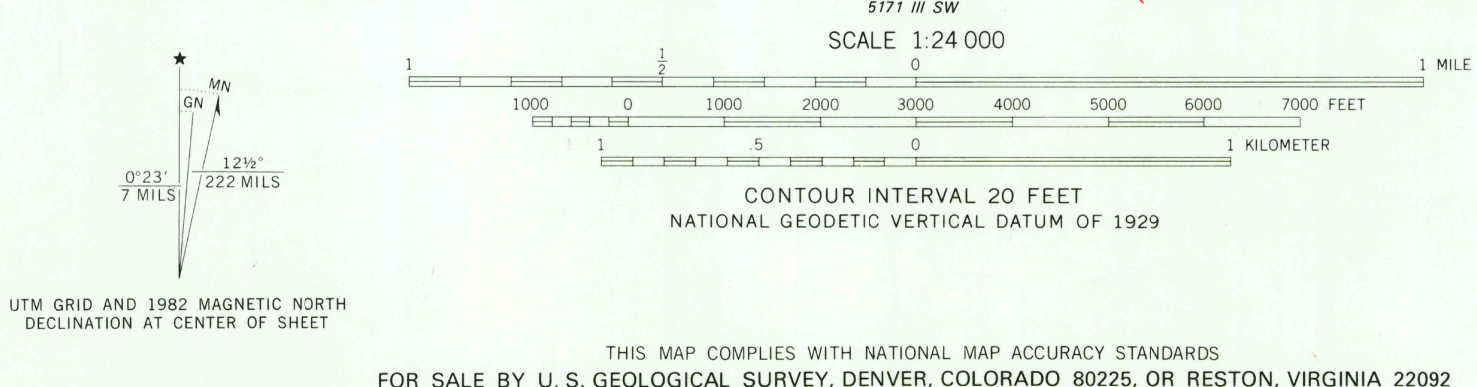 5171 III SW
SCALE 1:24 000
1 1/2 0 1 MILE
1000 0 1000 2000 3000 4000 5000 6000 7000 FEET
1 .5 0 1 KILOMETER
CONTOUR INTERVAL 20 FEET
NATIONAL GEODETIC VERTICAL DATUM OF 1929
★
MN
GN
0°23′
7 MILS
12½°
222 MILS
UTM GRID AND 1982 MAGNETIC NORTH
DECLINATION AT CENTER OF SHEET
THIS MAP COMPLIES WITH NATIONAL MAP ACCURACY STANDARDS
FOR SALE BY U. S. GEOLOGICAL SURVEY, DENVER, COLORADO 80225, OR RESTON, VIRGINIA 22092